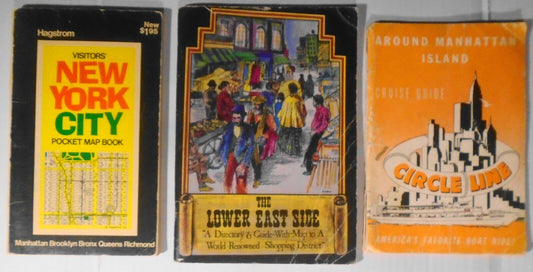 Hagstrom
New
$1.95
VISITORS'
NEW
YORK
CITY
POCKET MAP BOOK
Manhattan Brooklyn Bronx Queens Richmond
THE
LOWER EAST SIDE
"A Directory & Guide With Map to A
World Renowned Shopping District"
AROUND MANHATTAN
ISLAND
CRUISE GUIDE
CIRCLE LINE
AMERICA'S FAVORITE BOAT RIDE!